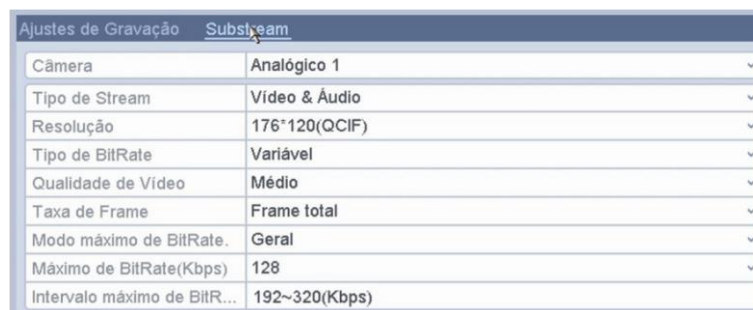 Ajustes de Gravação Substream
Câmera Analógico 1
Tipo de Stream Vídeo & Áudio
Resolução 176*120(QCIF)
Tipo de BitRate Variável
Qualidade de Vídeo Médio
Taxa de Frame Frame total
Modo máximo de BitRate. Geral
Máximo de BitRate(Kbps) 128
Intervalo máximo de BitR... 192~320(Kbps)